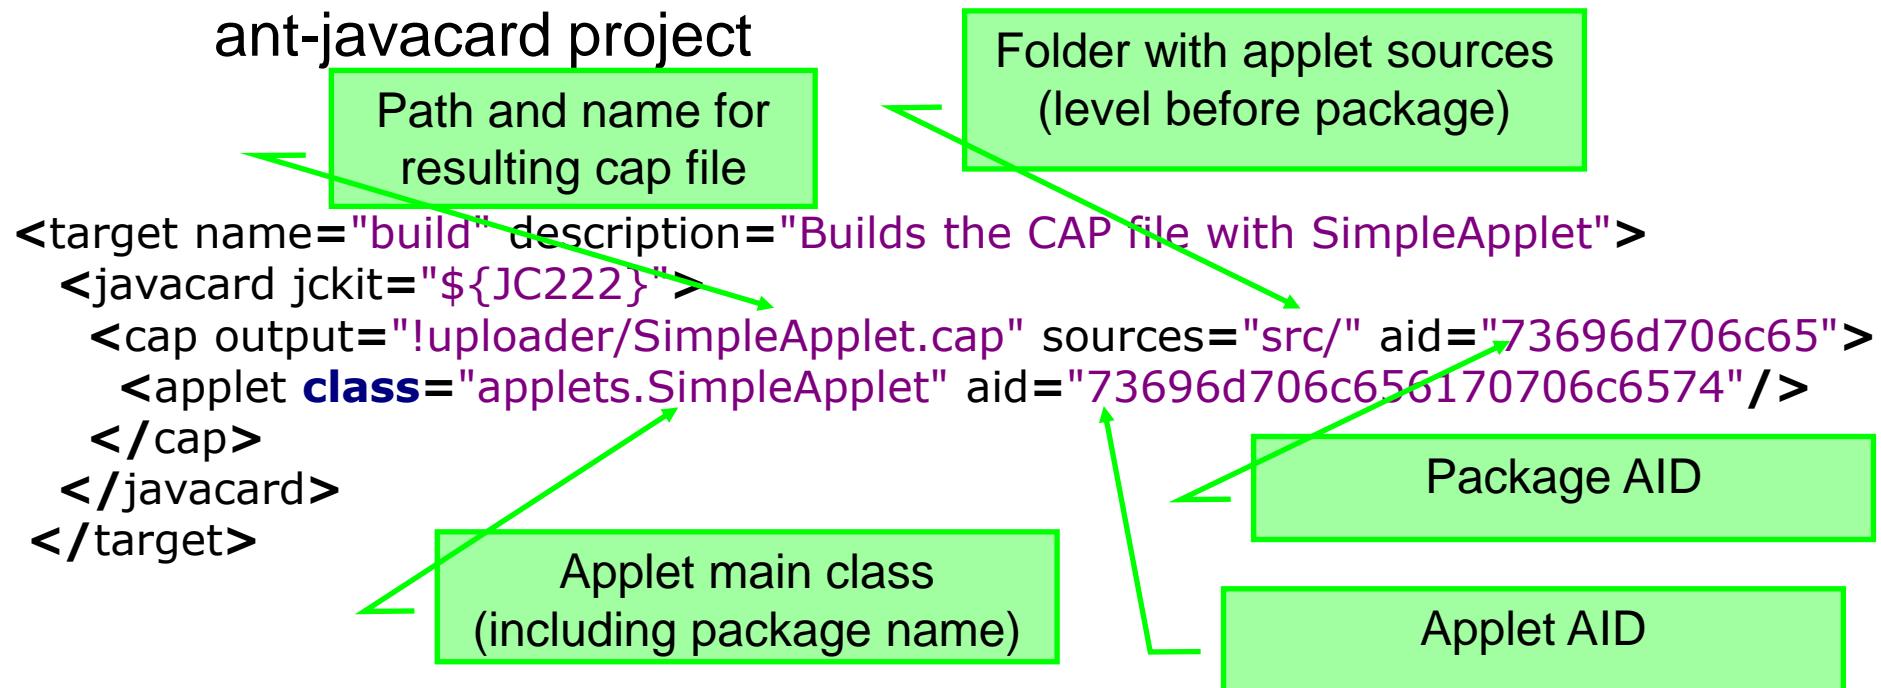 ant-javacard project
Path and name for
resulting cap file
Folder with applet sources
(level before package)
<target name="build" description="Builds the CAP file with SimpleApplet">
<javacard jckit="${JC222}">
<cap output="!uploader/SimpleApplet.cap" sources="src/" aid="73696d706c65">
<applet class="applets.SimpleApplet" aid="73696d706c656170706c6574"/>
</cap>
</javacard>
</target>
Package AID
Applet main class
(including package name)
Applet AID